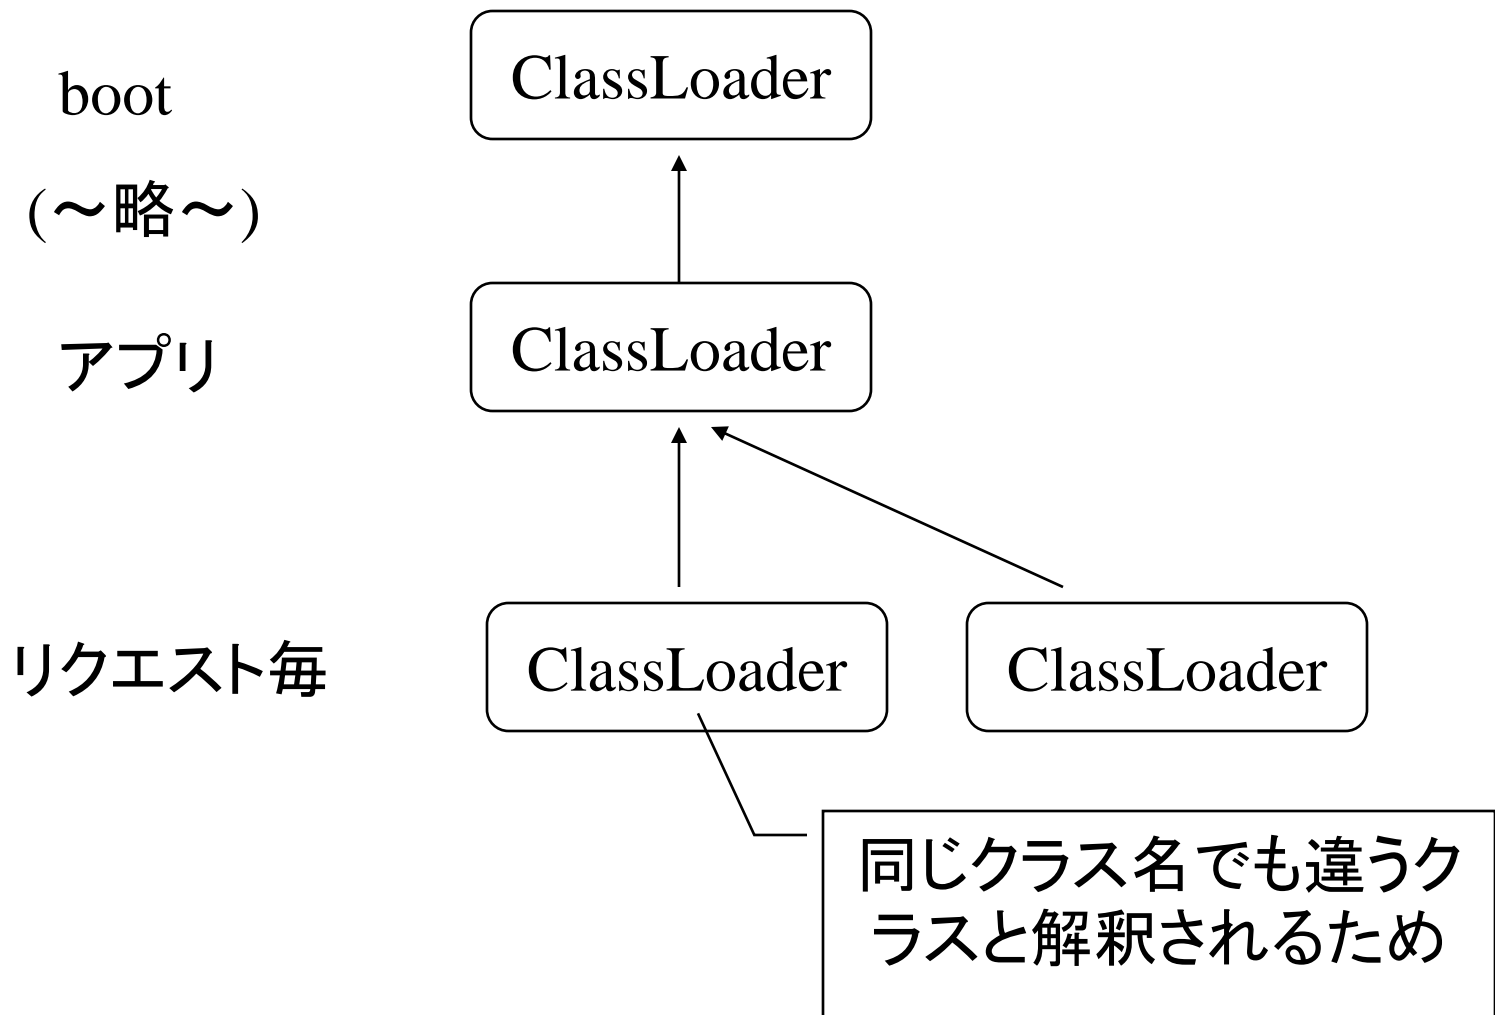 ClassLoader
boot
(～略～)
ClassLoader
アプリ
リクエスト毎
ClassLoader
ClassLoader
同じクラス名でも違うク
ラスと解釈されるため